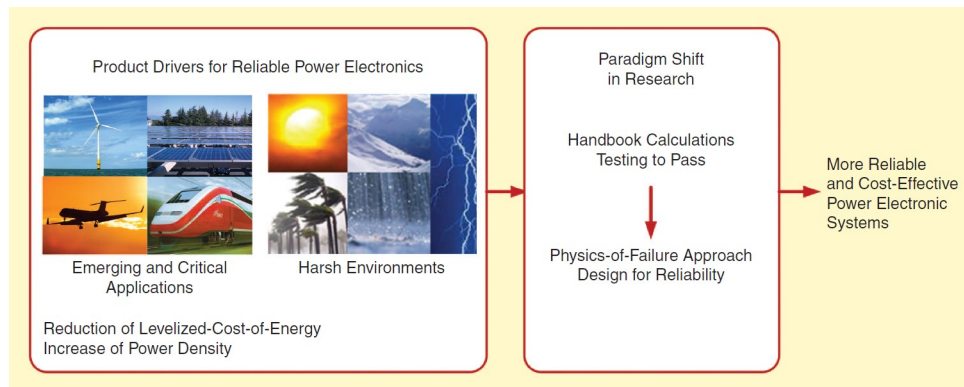 Product Drivers for Reliable Power Electronics
Emerging and Critical
Applications
Harsh Environments
Reduction of Levelized-Cost-of-Energy
Increase of Power Density
Paradigm Shift
in Research
Handbook Calculations
Testing to Pass
Physics-of-Failure Approach
Design for Reliability
More Reliable
and Cost-Effective
Power Electronic
Systems